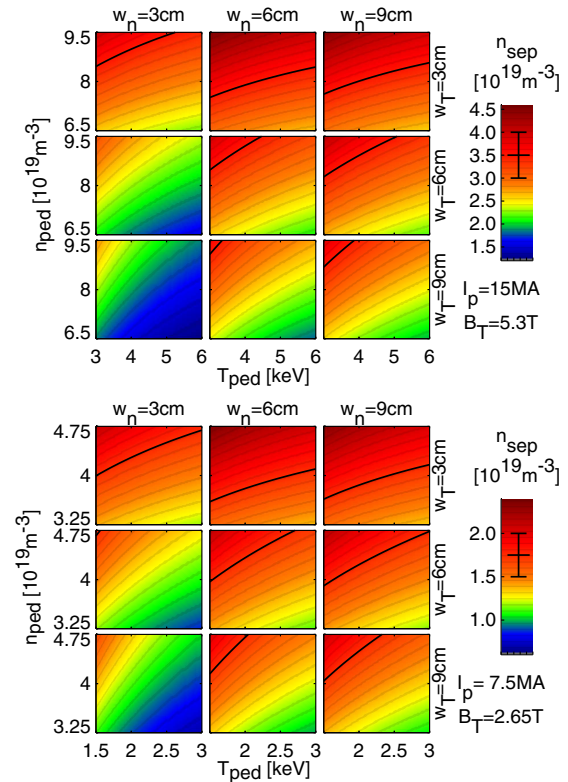 w_n=3cm w_n=6cm w_n=9cm
n_sep
[10^19 m^-3]
9.5
8
6.5
w_T=3cm
9.5
8
6.5
w_T=6cm
9.5
8
6.5
w_T=9cm
n_ped [10^19 m^-3]
4.5
4.0
3.5
3.0
2.5
2.0
1.5
I_p=15MA
B_T=5.3T
3 4 5 6 4 5 6 4 5 6
T_ped [keV]
w_n=3cm w_n=6cm w_n=9cm
n_sep
[10^19 m^-3]
4.75
4
3.25
w_T=3cm
4.75
4
3.25
w_T=6cm
4.75
4
3.25
w_T=9cm
n_ped [10^19 m^-3]
2.0
1.5
1.0
I_p= 7.5MA
B_T=2.65T
1.5 2 2.5 3 2 2.5 3 2 2.5 3
T_ped [keV]